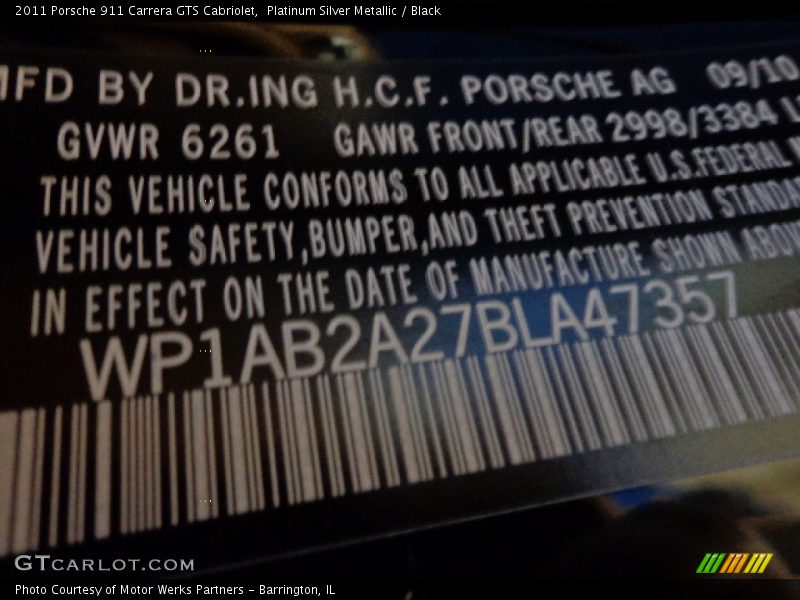 2011 Porsche 911 Carrera GTS Cabriolet, Platinum Silver Metallic / Black
MFD BY DR.ING H.C.F. PORSCHE AG 09/10
GVWR 6261 GAWR FRONT/REAR 2998/3384
THIS VEHICLE CONFORMS TO ALL APPLICABLE U.S.FEDERAL
VEHICLE SAFETY,BUMPER,AND THEFT PREVENTION STANDA
IN EFFECT ON THE DATE OF MANUFACTURE SHOWN ABO
WP1AB2A27BLA47357
GTCARLOT.COM
Photo Courtesy of Motor Werks Partners - Barrington, IL